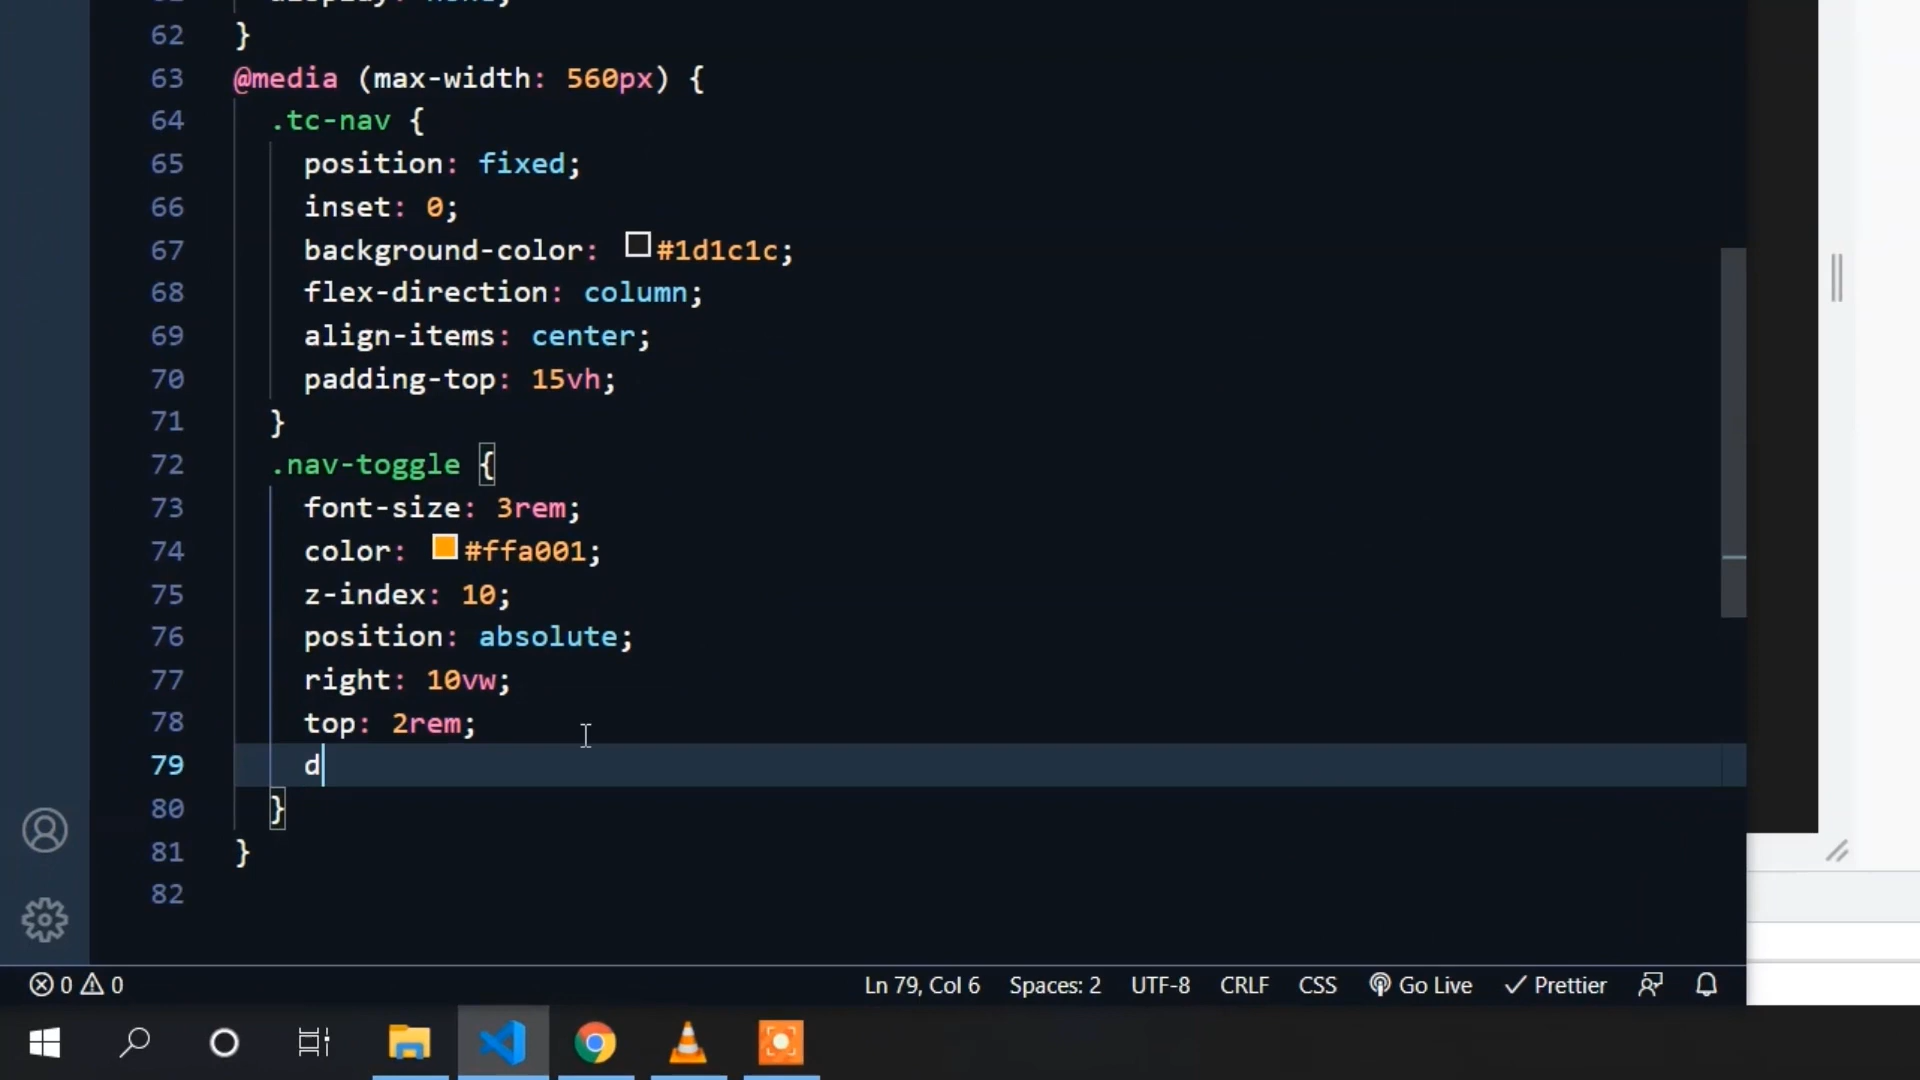 62 }
63 @media (max-width: 560px) {
64 .tc-nav {
65 position: fixed;
66 inset: 0;
67 background-color: #1d1c1c;
68 flex-direction: column;
69 align-items: center;
70 padding-top: 15vh;
71 }
72 .nav-toggle {
73 font-size: 3rem;
74 color: #ffa001;
75 z-index: 10;
76 position: absolute;
77 right: 10vw;
78 top: 2rem;
79 d
80 }
81 }
82
0 0 Ln 79, Col 6 Spaces: 2 UTF-8 CRLF CSS Go Live Prettier